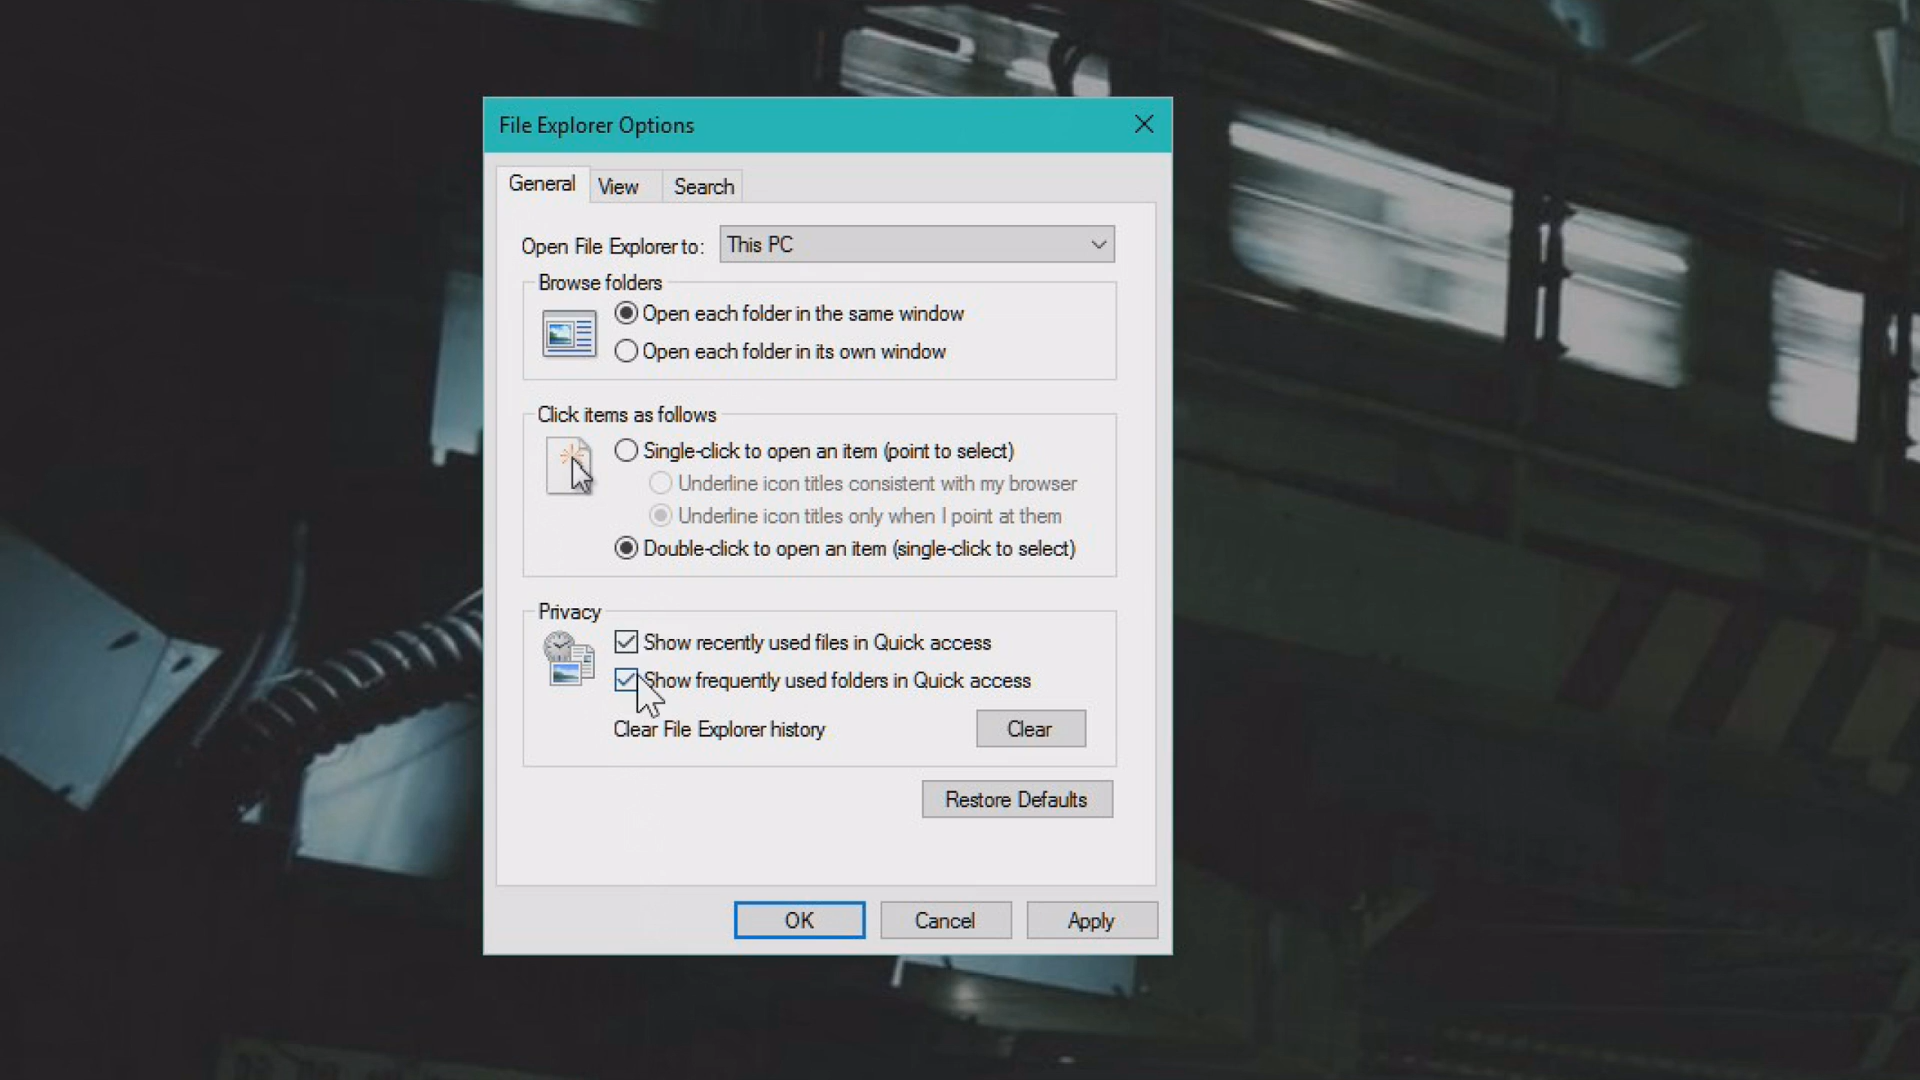 File Explorer Options
General
View
Search
Open File Explorer to:
This PC
Browse folders
Open each folder in the same window
Open each folder in its own window
Click items as follows
Single-click to open an item (point to select)
Underline icon titles consistent with my browser
Underline icon titles only when I point at them
Double-click to open an item (single-click to select)
Privacy
Show recently used files in Quick access
Show frequently used folders in Quick access
Clear File Explorer history
Clear
Restore Defaults
OK
Cancel
Apply